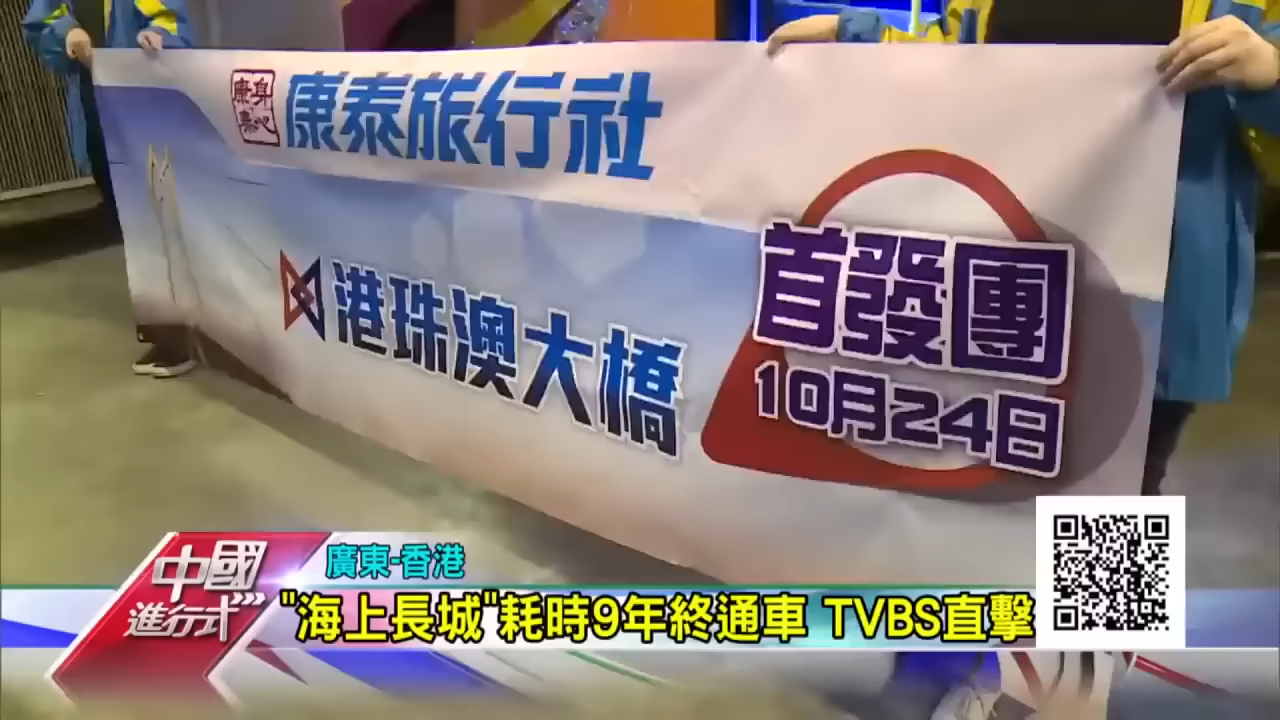 康泰旅行社
港珠澳大橋
首發團
10月24日
中國
進行式
廣東-香港
"海上長城"耗時9年終通車 TVBS直擊